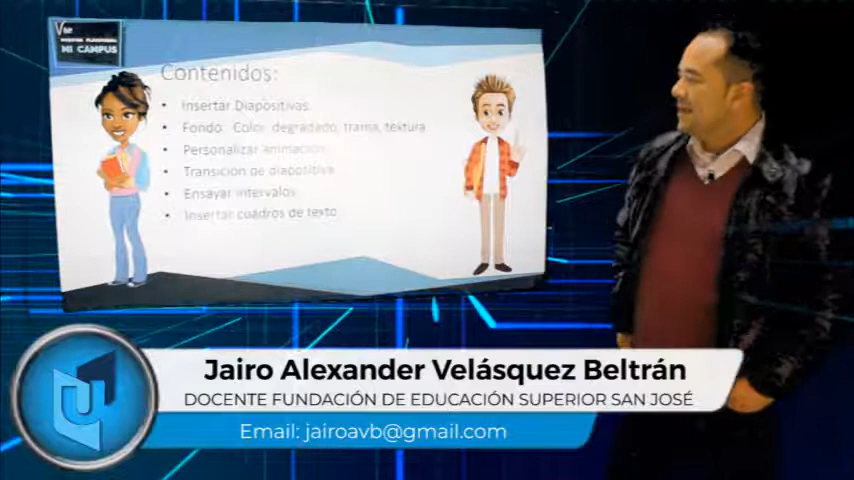 MI CAMPUS
Contenidos:
• Insertar Diapositivas
• Fondo: Color, degradado, trama, textura
• Personalizar animación
• Transición de diapositiva
• Ensayar intervalos
• Insertar cuadros de texto
Jairo Alexander Velásquez Beltrán
DOCENTE FUNDACIÓN DE EDUCACIÓN SUPERIOR SAN JOSÉ
Email: jairoavb@gmail.com